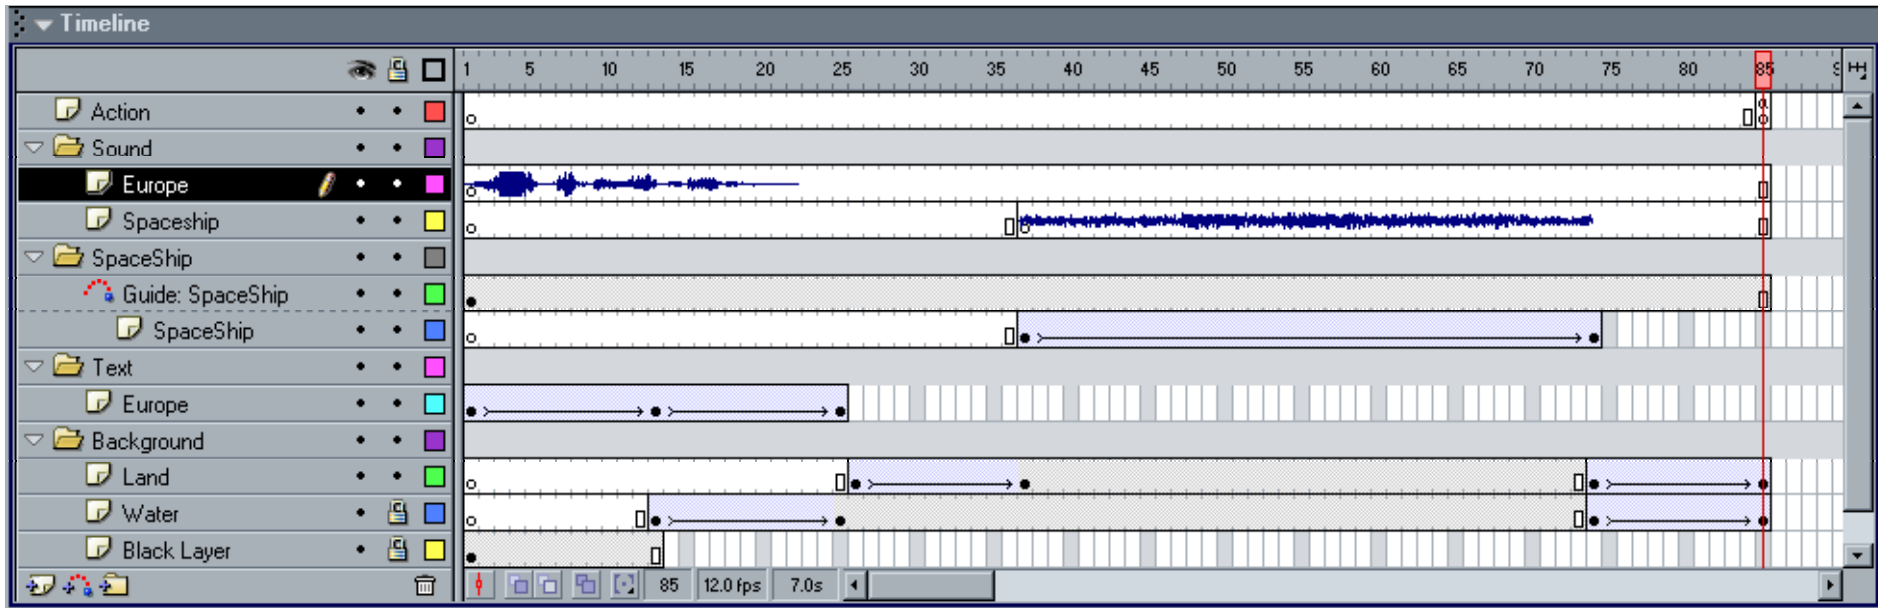 Timeline
1 5 10 15 20 25 30 35 40 45 50 55 60 65 70 75 80 85
Action
Sound
Europe
Spaceship
SpaceShip
Guide: SpaceShip
SpaceShip
Text
Europe
Background
Land
Water
Black Layer
85 12.0 fps 7.0s